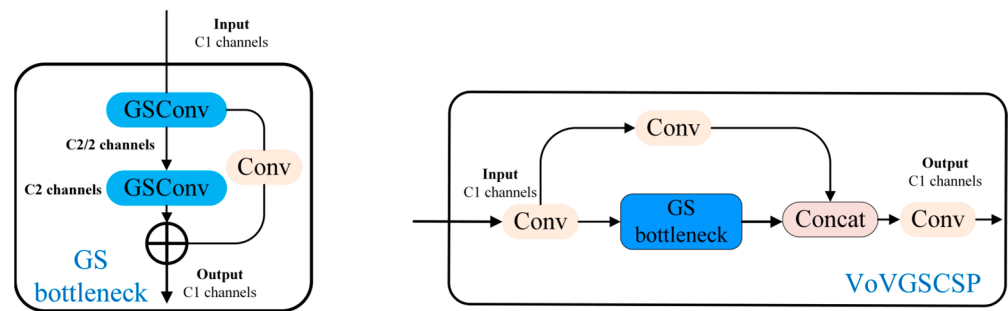 Input
C1 channels
GSConv
C2/2 channels
Conv
C2 channels
GSConv
GS
bottleneck
Output
C1 channels
Conv
Input
C1 channels
Conv
GS
bottleneck
Concat
Output
C1 channels
Conv
VoVGSCSP